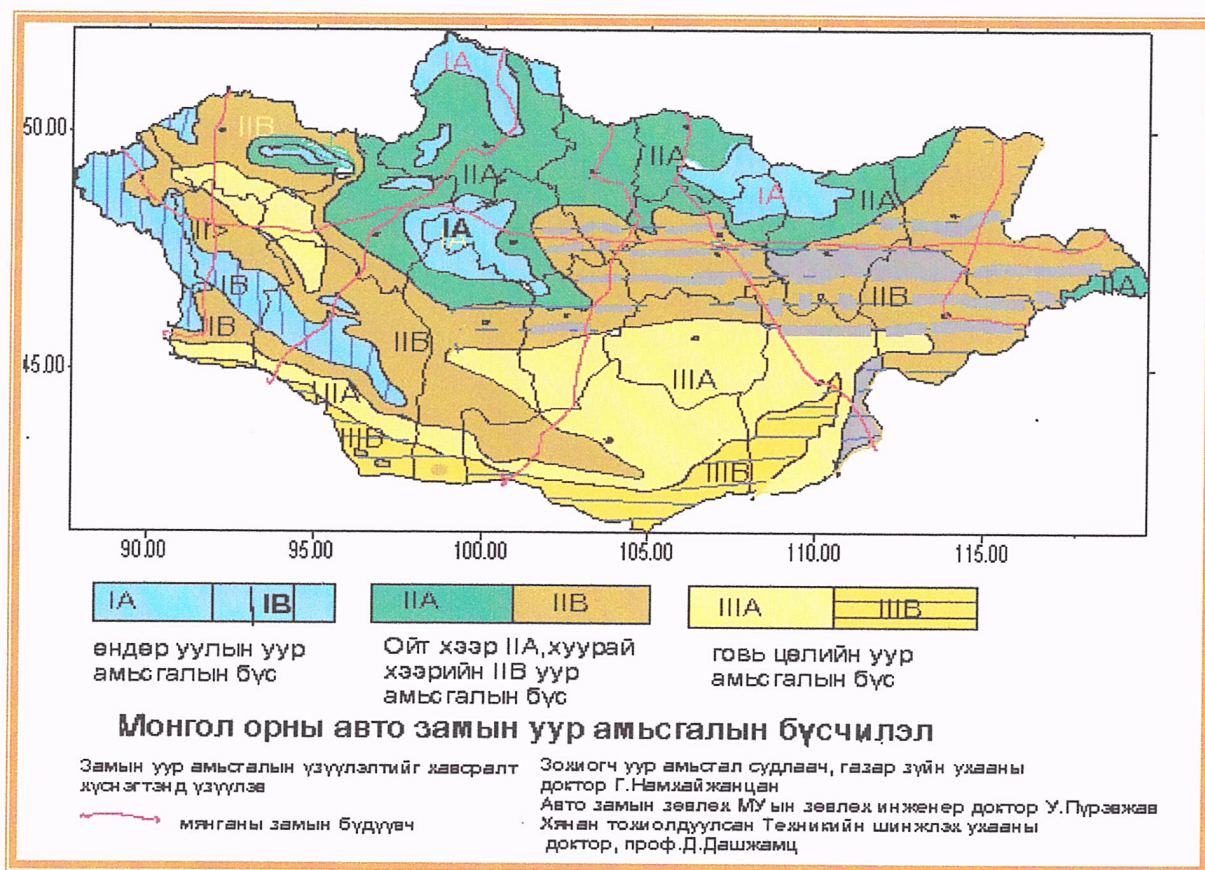 50.00
45.00
IA
IIB
IIA
IIA
IIA
IA
IIA
IA
IB
IIB
IIB
IIB
IIA
IIIA
IIIA
IIIB
IIIB
90.00 95.00 100.00 105.00 110.00 115.00
IA IB IIA IIB IIIA IIIB
өндөр уулын уур
амьсгалын бүс
Ойт хээр IIA,хуурай
хээрийн IIB уур
амьсгалын бүс
говь цөлийн уур
амьсгалын бүс
Монгол орны авто замын уур амьсгалын бүсчилэл
Замын уур амьсгалын үзүүлэлтийг хавсралт
хүснэгтэнд үзүүлэв
мянганы замын бүдүүвч
Зохиогч уур амьсгал судлаач, газар зүйн ухааны
доктор Г.Намхайжанцан
Авто замын зөвлөх МУ ын зөвлөх инженер доктор У.Пүрэвжав
Хянан тохиолдуулсан Техникийн шинжлэх ухааны
доктор, проф.Д.Дашжамц